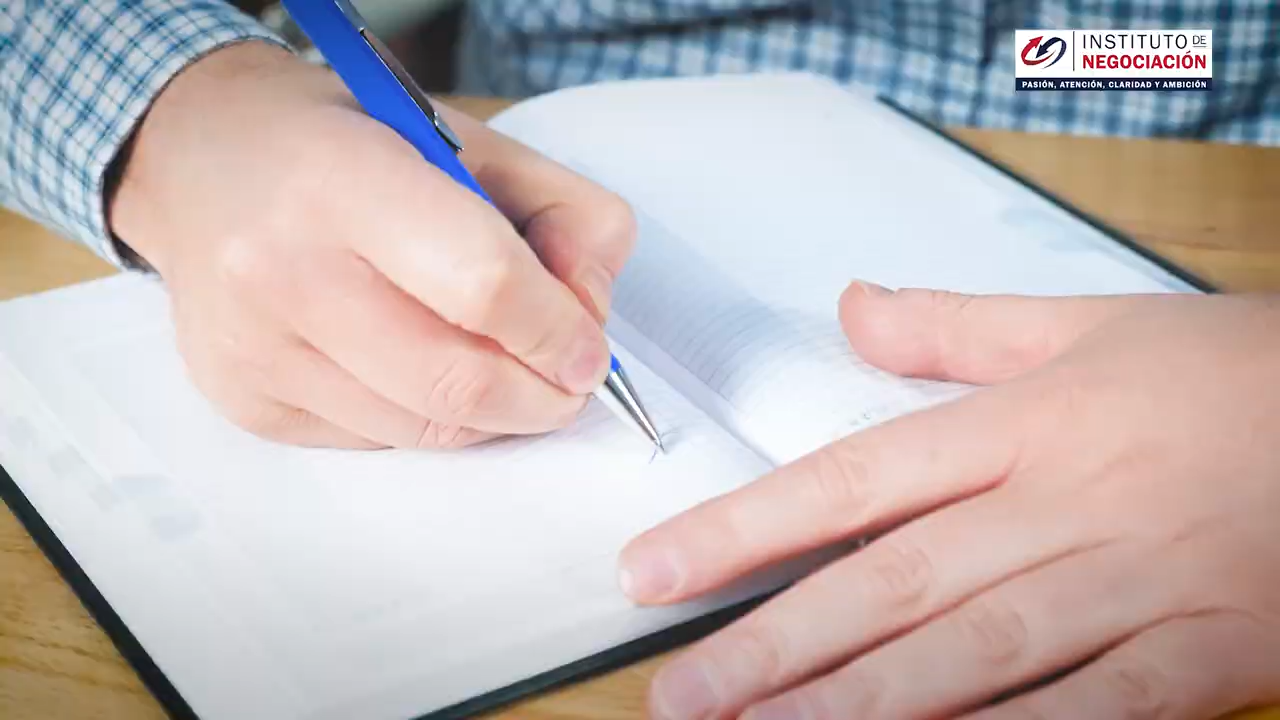 INSTITUTO DE
NEGOCIACIÓN
PASIÓN, ATENCIÓN, CLARIDAD Y AMBICIÓN